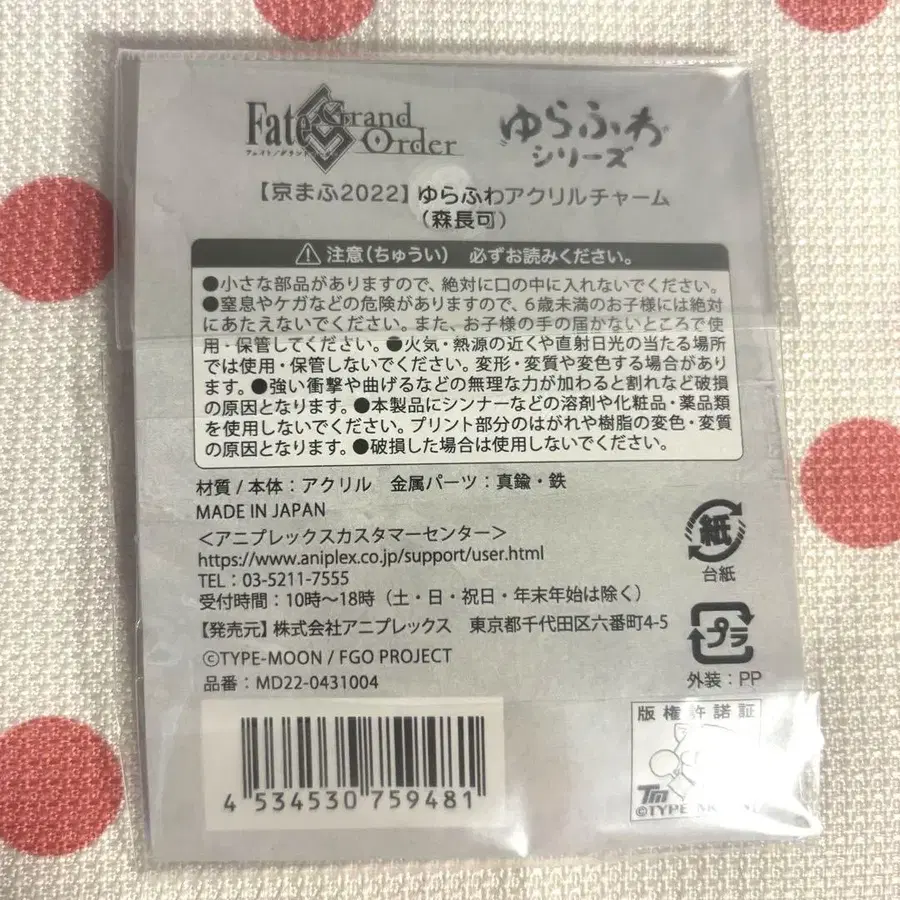 Fate Grand Order
ゆらふわ
シリーズ
【京まふ2022】ゆらふわアクリルチャーム
（森長可）
注意（ちゅうい） 必ずお読みください。
●小さな部品がありますので、絶対に口の中に入れないでください。
●窒息やケガなどの危険がありますので、6歳未満のお子様には絶対
にあたえないでください。また、お子様の手の届かないところで使
用・保管してください。●火気・熱源の近くや直射日光の当たる場所
では使用・保管しないでください。変形・変質や変色する場合があり
ます。●強い衝撃や曲げるなどの無理な力が加わると割れなど破損
の原因となります。●本製品にシンナーなどの溶剤や化粧品・薬品類
を使用しないでください。プリント部分のはがれや樹脂の変色・変質
の原因となります。●破損した場合は使用しないでください。
材質 / 本体：アクリル 金属パーツ：真鍮・鉄
MADE IN JAPAN
＜アニプレックスカスタマーセンター＞
https://www.aniplex.co.jp/support/user.html
TEL：03-5211-7555
受付時間：10時～18時（土・日・祝日・年末年始は除く）
【発売元】株式会社アニプレックス 東京都千代田区六番町4-5
©TYPE-MOON / FGO PROJECT
品番：MD22-0431004
紙
台紙
プラ
外装：PP
4 534530 759481
版権許諾証
TM